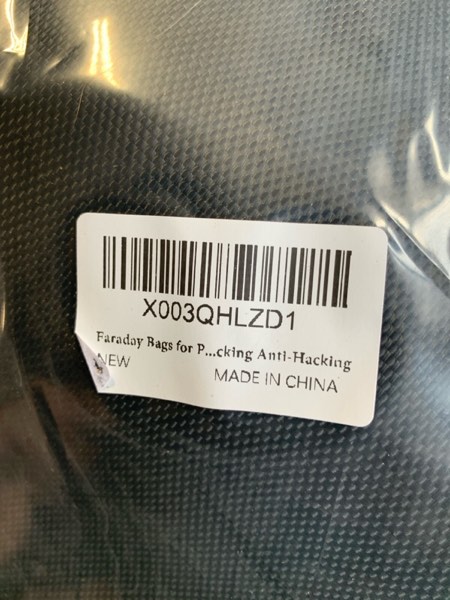 X003QHLZD1
Faraday Bags for P...cking Anti-Hacking
NEW
MADE IN CHINA